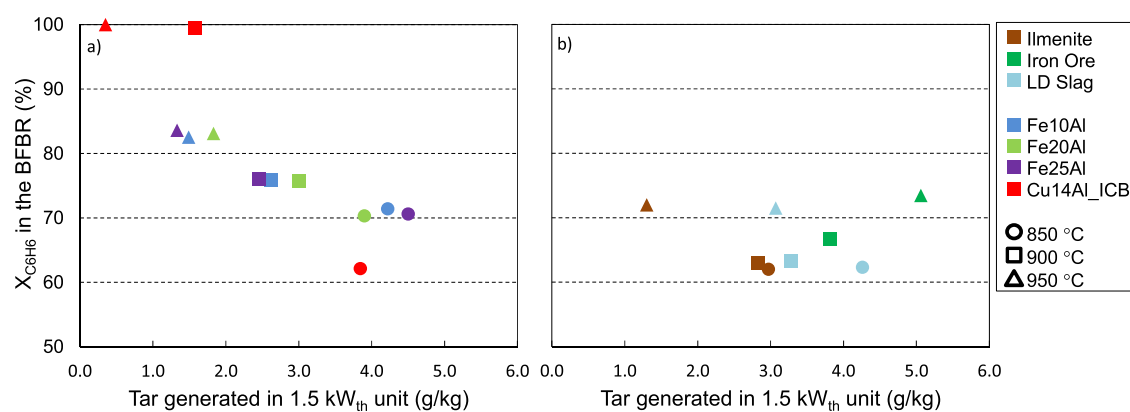 X_C6H6 in the BFBR (%)
100
90
80
70
60
50
a)
0.0 1.0 2.0 3.0 4.0 5.0 6.0
Tar generated in 1.5 kW_th unit (g/kg)
b)
0.0 1.0 2.0 3.0 4.0 5.0 6.0
Tar generated in 1.5 kW_th unit (g/kg)
Ilmenite
Iron Ore
LD Slag
Fe10Al
Fe20Al
Fe25Al
Cu14Al_ICB
850 °C
900 °C
950 °C